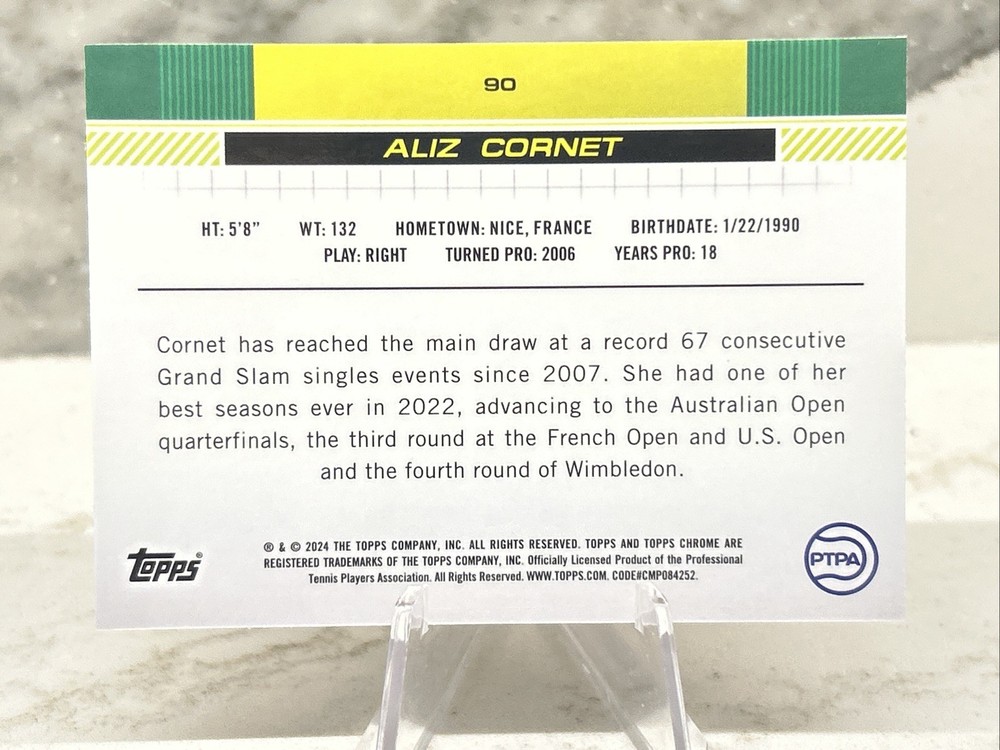 90
ALIZ CORNET
HT: 5'8" WT: 132 HOMETOWN: NICE, FRANCE BIRTHDATE: 1/22/1990
PLAY: RIGHT TURNED PRO: 2006 YEARS PRO: 18
Cornet has reached the main draw at a record 67 consecutive
Grand Slam singles events since 2007. She had one of her
best seasons ever in 2022, advancing to the Australian Open
quarterfinals, the third round at the French Open and U.S. Open
and the fourth round of Wimbledon.
Topps®
® & © 2024 THE TOPPS COMPANY, INC. ALL RIGHTS RESERVED. TOPPS AND TOPPS CHROME ARE
REGISTERED TRADEMARKS OF THE TOPPS COMPANY, INC. Officially Licensed Product of the Professional
Tennis Players Association. All Rights Reserved. WWW.TOPPS.COM. CODE#CMP084252.
PTPA